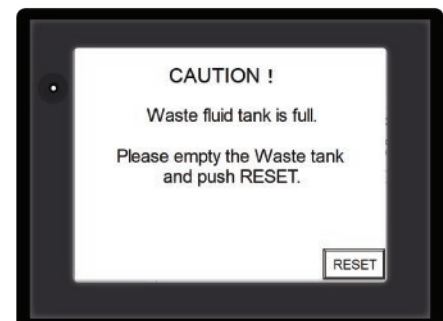 CAUTION !
Waste fluid tank is full.
Please empty the Waste tank
and push RESET.
RESET